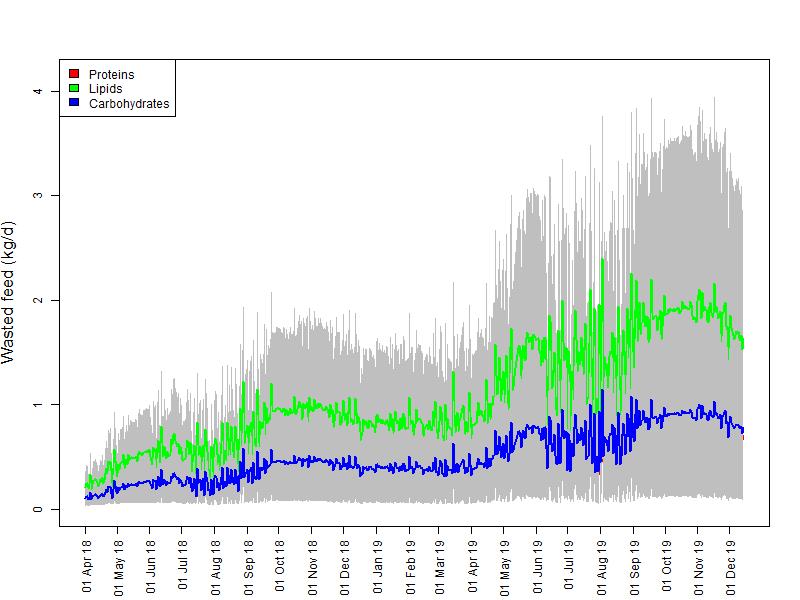 Proteins
Lipids
Carbohydrates
Wasted feed (kg/d)
4
3
2
1
0
01 Apr 18
01 May 18
01 Jun 18
01 Jul 18
01 Aug 18
01 Sep 18
01 Oct 18
01 Nov 18
01 Dec 18
01 Jan 19
01 Feb 19
01 Mar 19
01 Apr 19
01 May 19
01 Jun 19
01 Jul 19
01 Aug 19
01 Sep 19
01 Oct 19
01 Nov 19
01 Dec 19